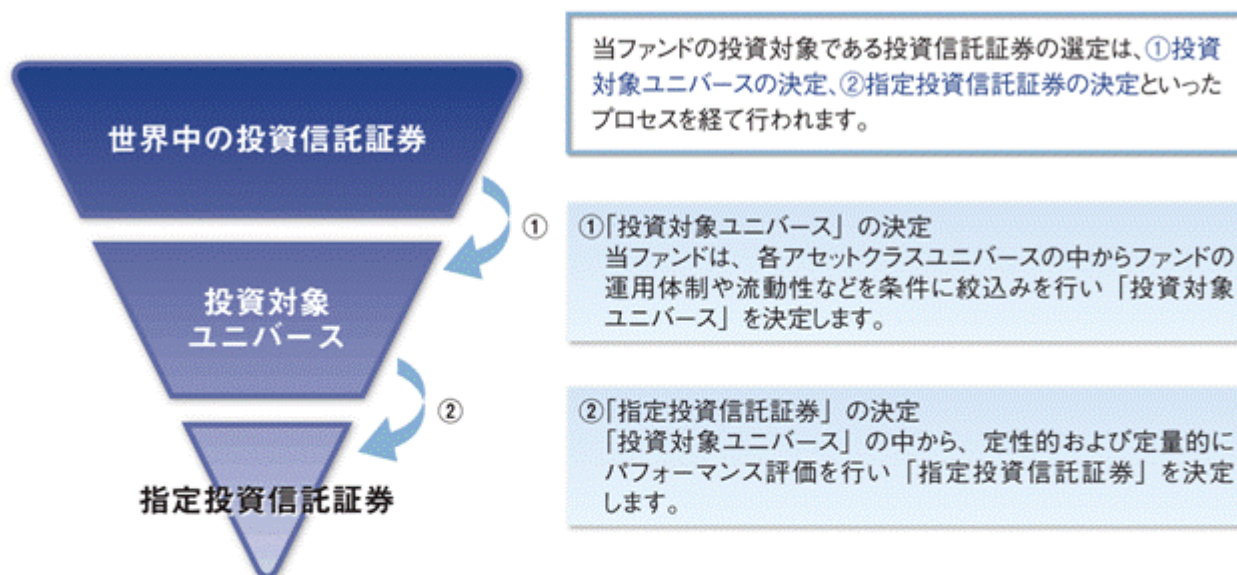 当ファンドの投資対象である投資信託証券の選定は、①投資
対象ユニバースの決定、②指定投資信託証券の決定といった
プロセスを経て行われます。
世界中の投資信託証券
①
①「投資対象ユニバース」の決定
当ファンドは、各アセットクラスユニバースの中からファンドの
運用体制や流動性などを条件に絞込みを行い「投資対象
ユニバース」を決定します。
投資対象
ユニバース
②
②「指定投資信託証券」の決定
「投資対象ユニバース」の中から、定性的および定量的に
パフォーマンス評価を行い「指定投資信託証券」を決定
します。
指定投資信託証券